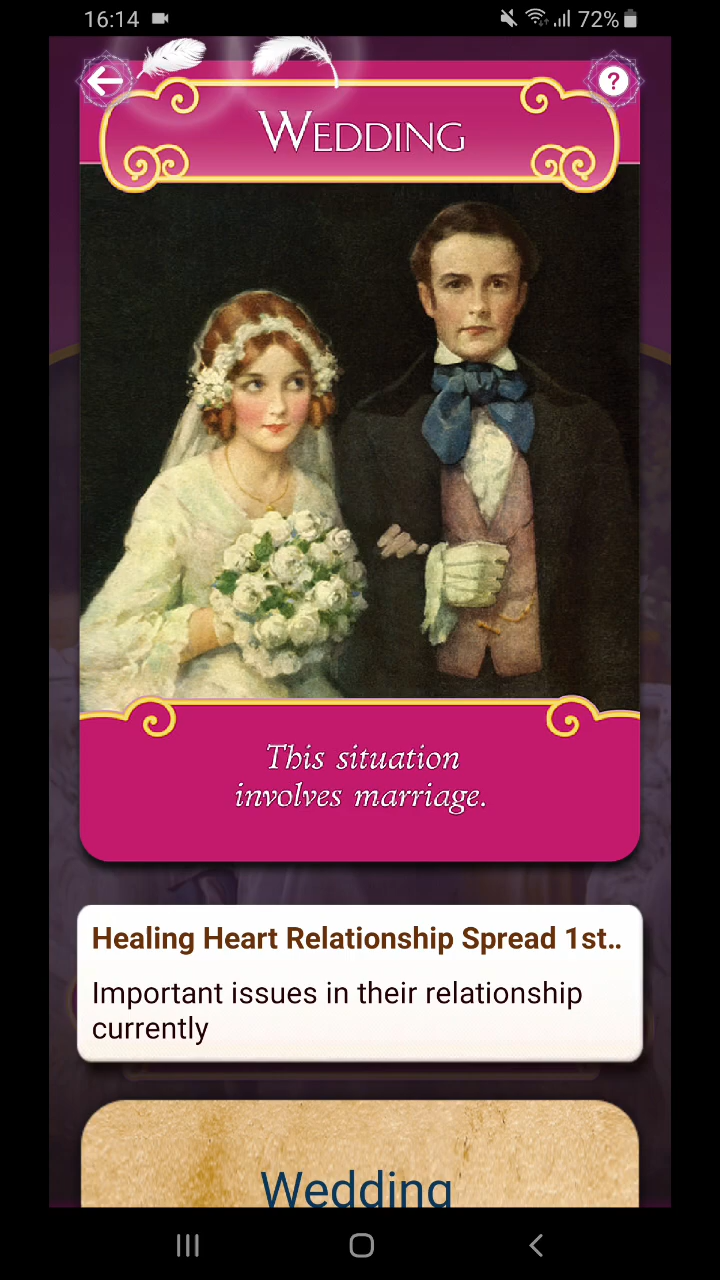 16:14
72%
?
WEDDING
This situation
involves marriage.
Healing Heart Relationship Spread 1st..
Important issues in their relationship
currently
Wedding